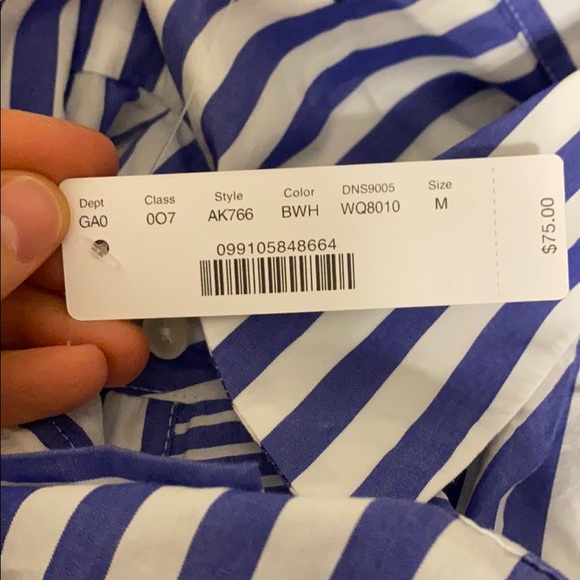 Dept Class Style Color DNS9005 Size
GA0 0O7 AK766 BWH WQ8010 M
099105848664
$75.00